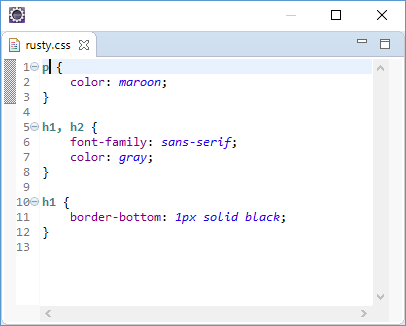 rusty.css
1 p {
2     color: maroon;
3 }
4
5 h1, h2 {
6     font-family: sans-serif;
7     color: gray;
8 }
9
10 h1 {
11     border-bottom: 1px solid black;
12 }
13